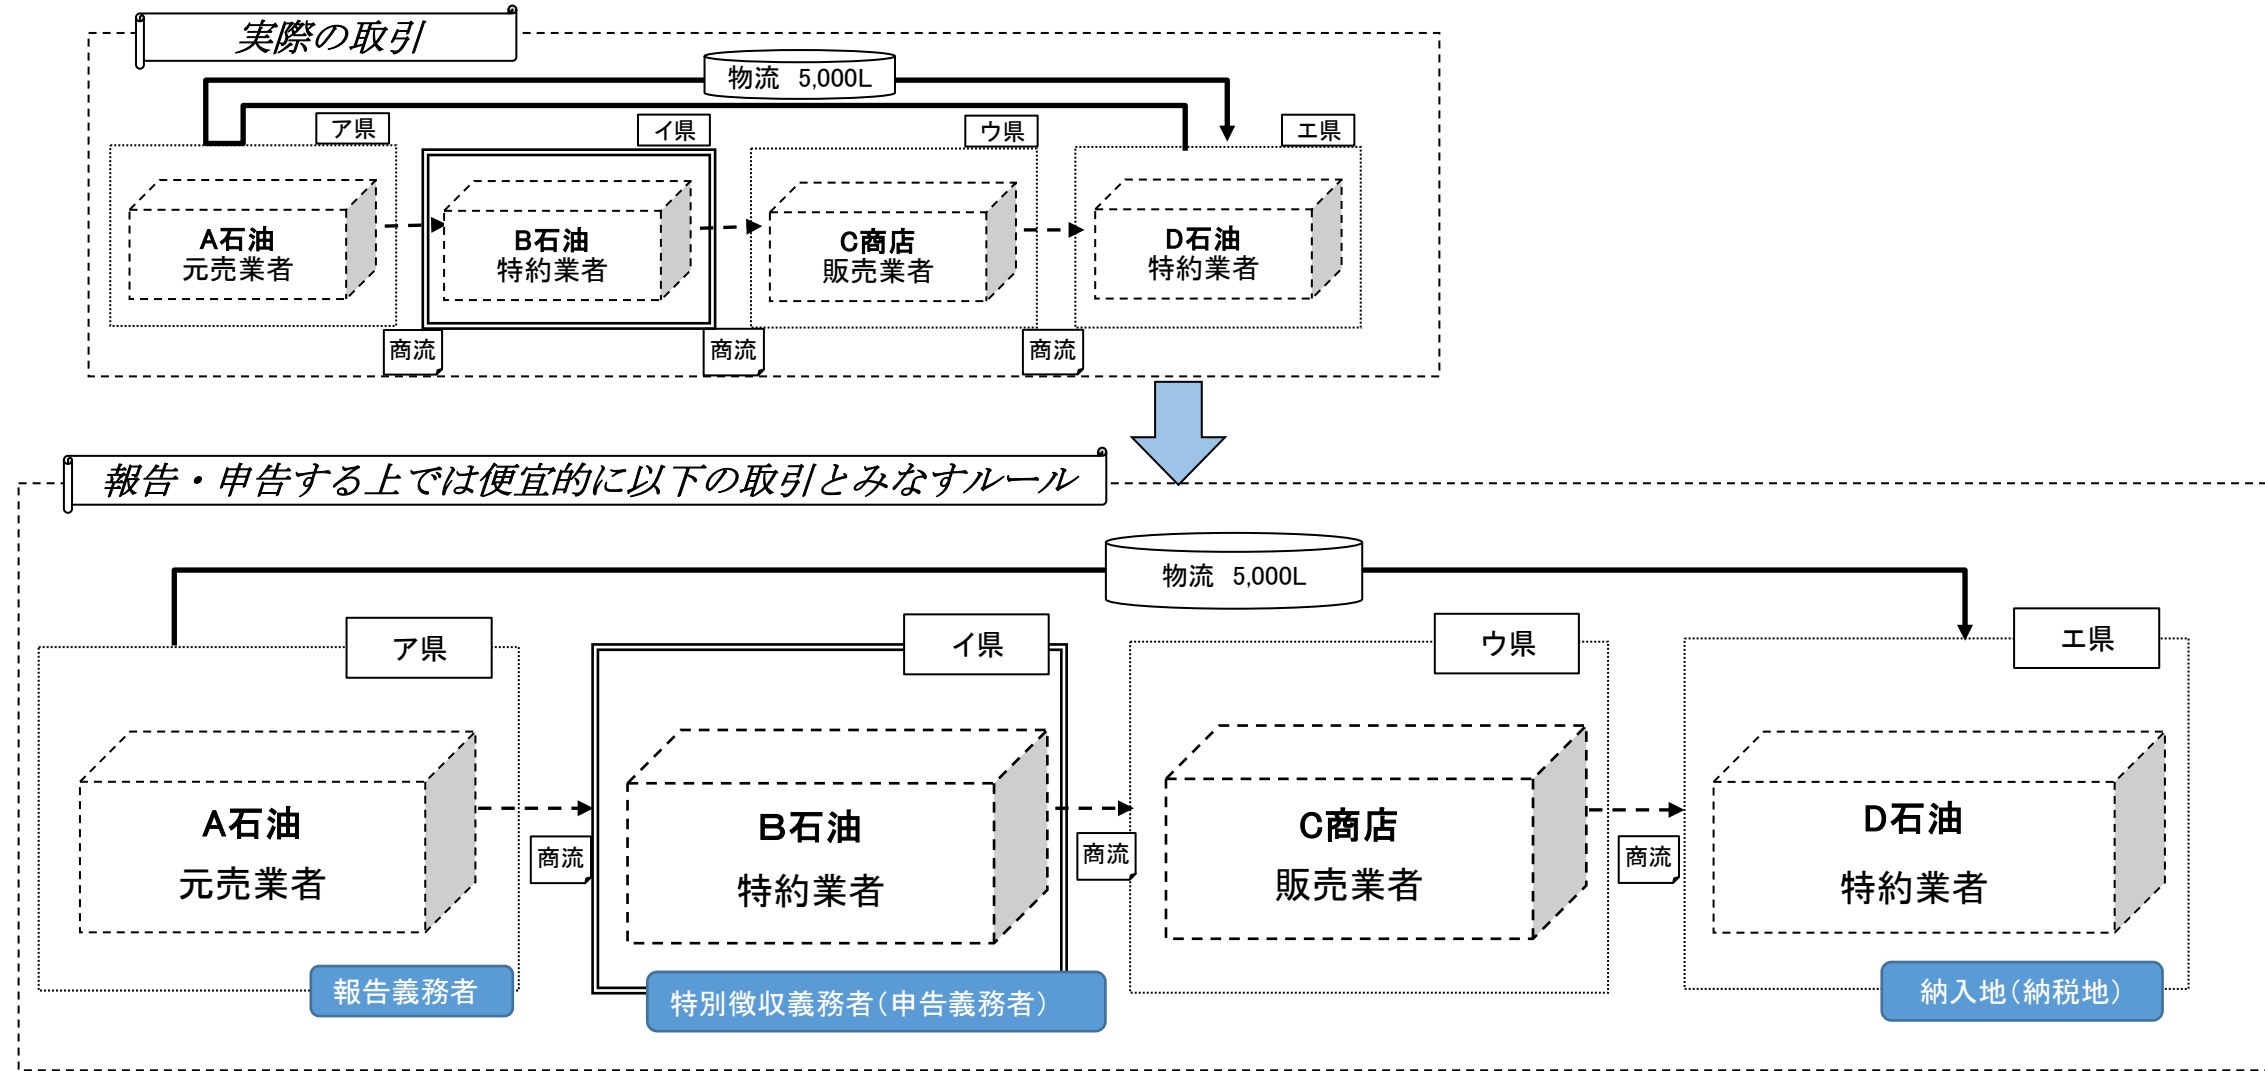 実際の取引
物流　5,000L
ア県
イ県
ウ県
エ県
A石油
元売業者
B石油
特約業者
C商店
販売業者
D石油
特約業者
商流
商流
商流
報告・申告する上では便宜的に以下の取引とみなすルール
物流　5,000L
ア県
イ県
ウ県
エ県
A石油
元売業者
B石油
特約業者
C商店
販売業者
D石油
特約業者
商流
商流
商流
報告義務者
特別徴収義務者（申告義務者）
納入地（納税地）